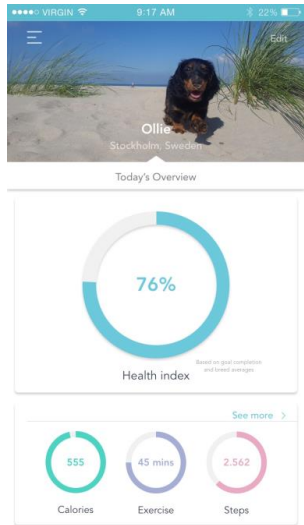 VIRGIN 9:17 AM 22%
Edit
Ollie
Stockholm, Sweden
Today's Overview
76%
Based on goal completion
and breed averages
Health index
See more >
555 45 mins 2.562
Calories Exercise Steps